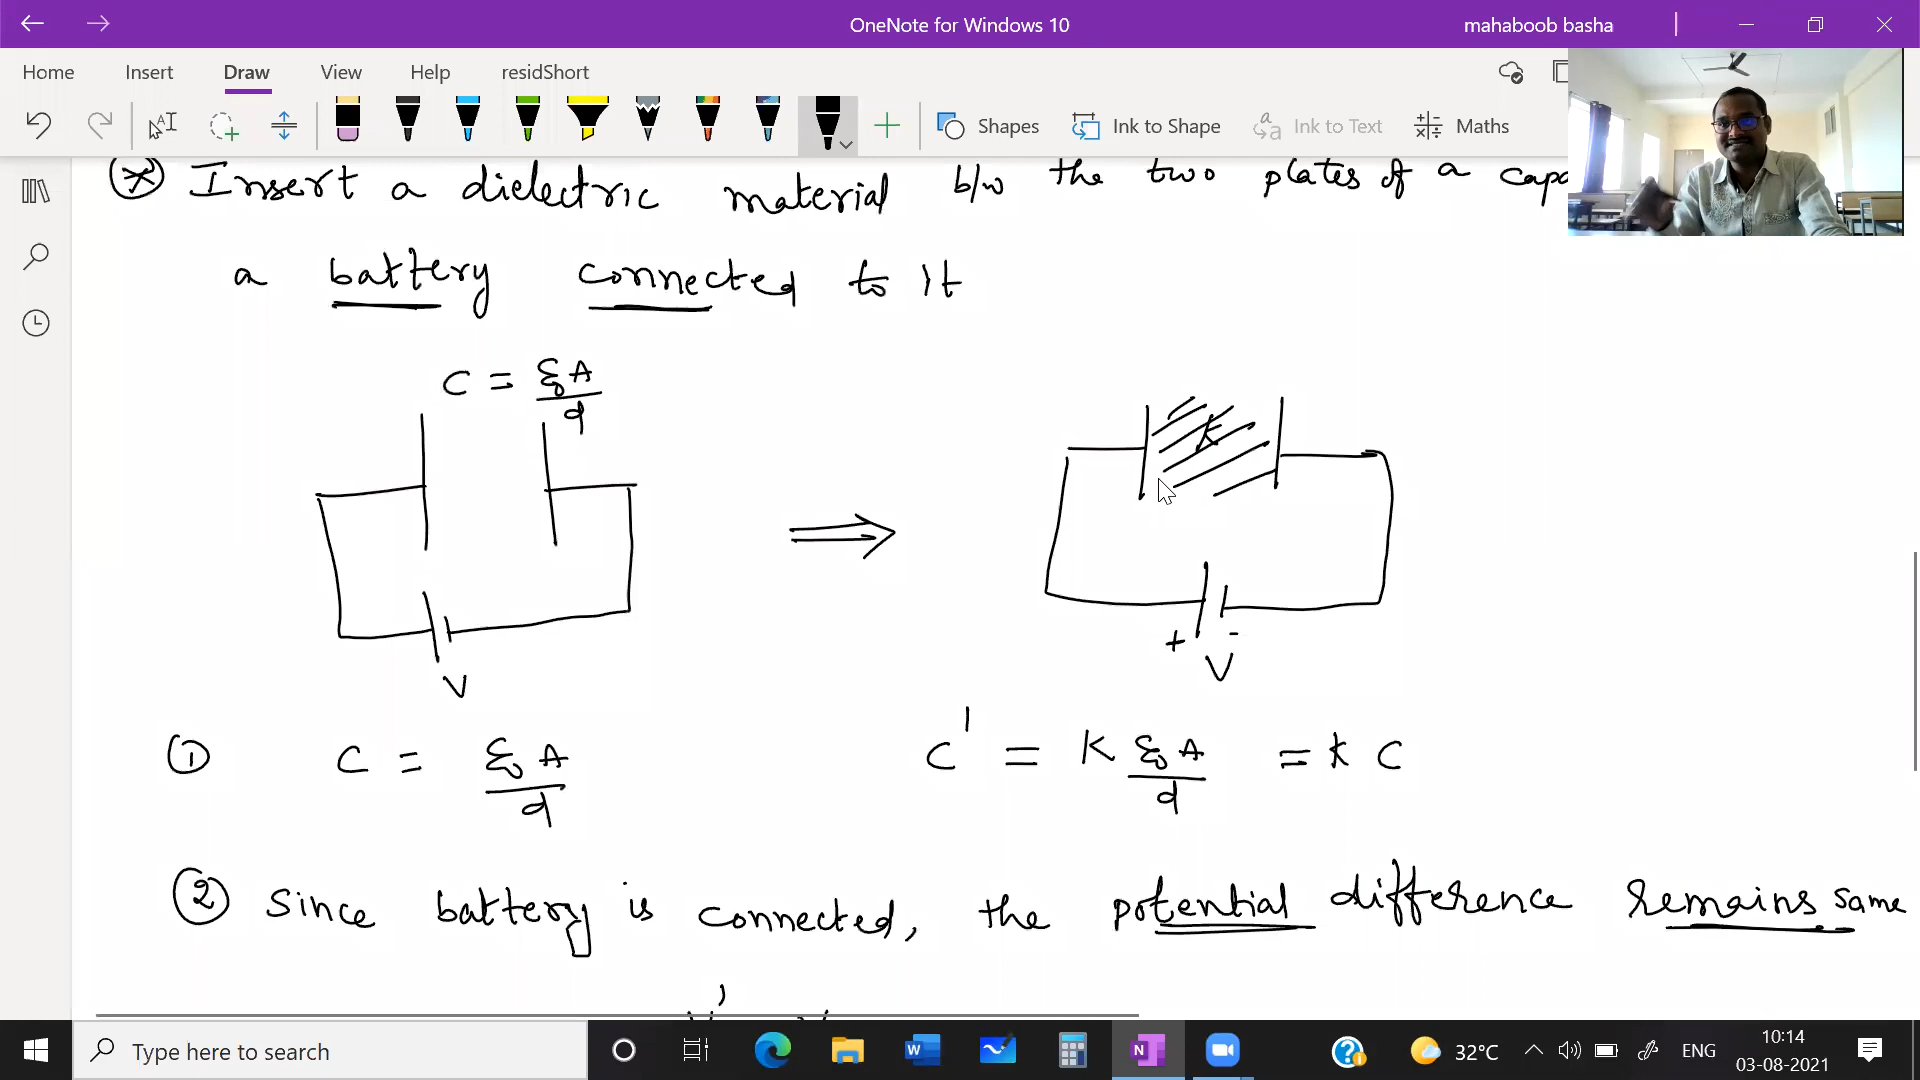 OneNote for Windows 10
mahaboob basha
Home Insert Draw View Help residShort
Shapes Ink to Shape Ink to Text Maths
Insert a dielectric material b/w the two plates of a capa
a battery connected to it
C = ε₀A/d
K
V
+ -
V
① C = ε₀A/d C' = K ε₀A/d = K C
② Since battery is connected, the potential difference remains same
Type here to search
32°C
ENG
10:14
03-08-2021